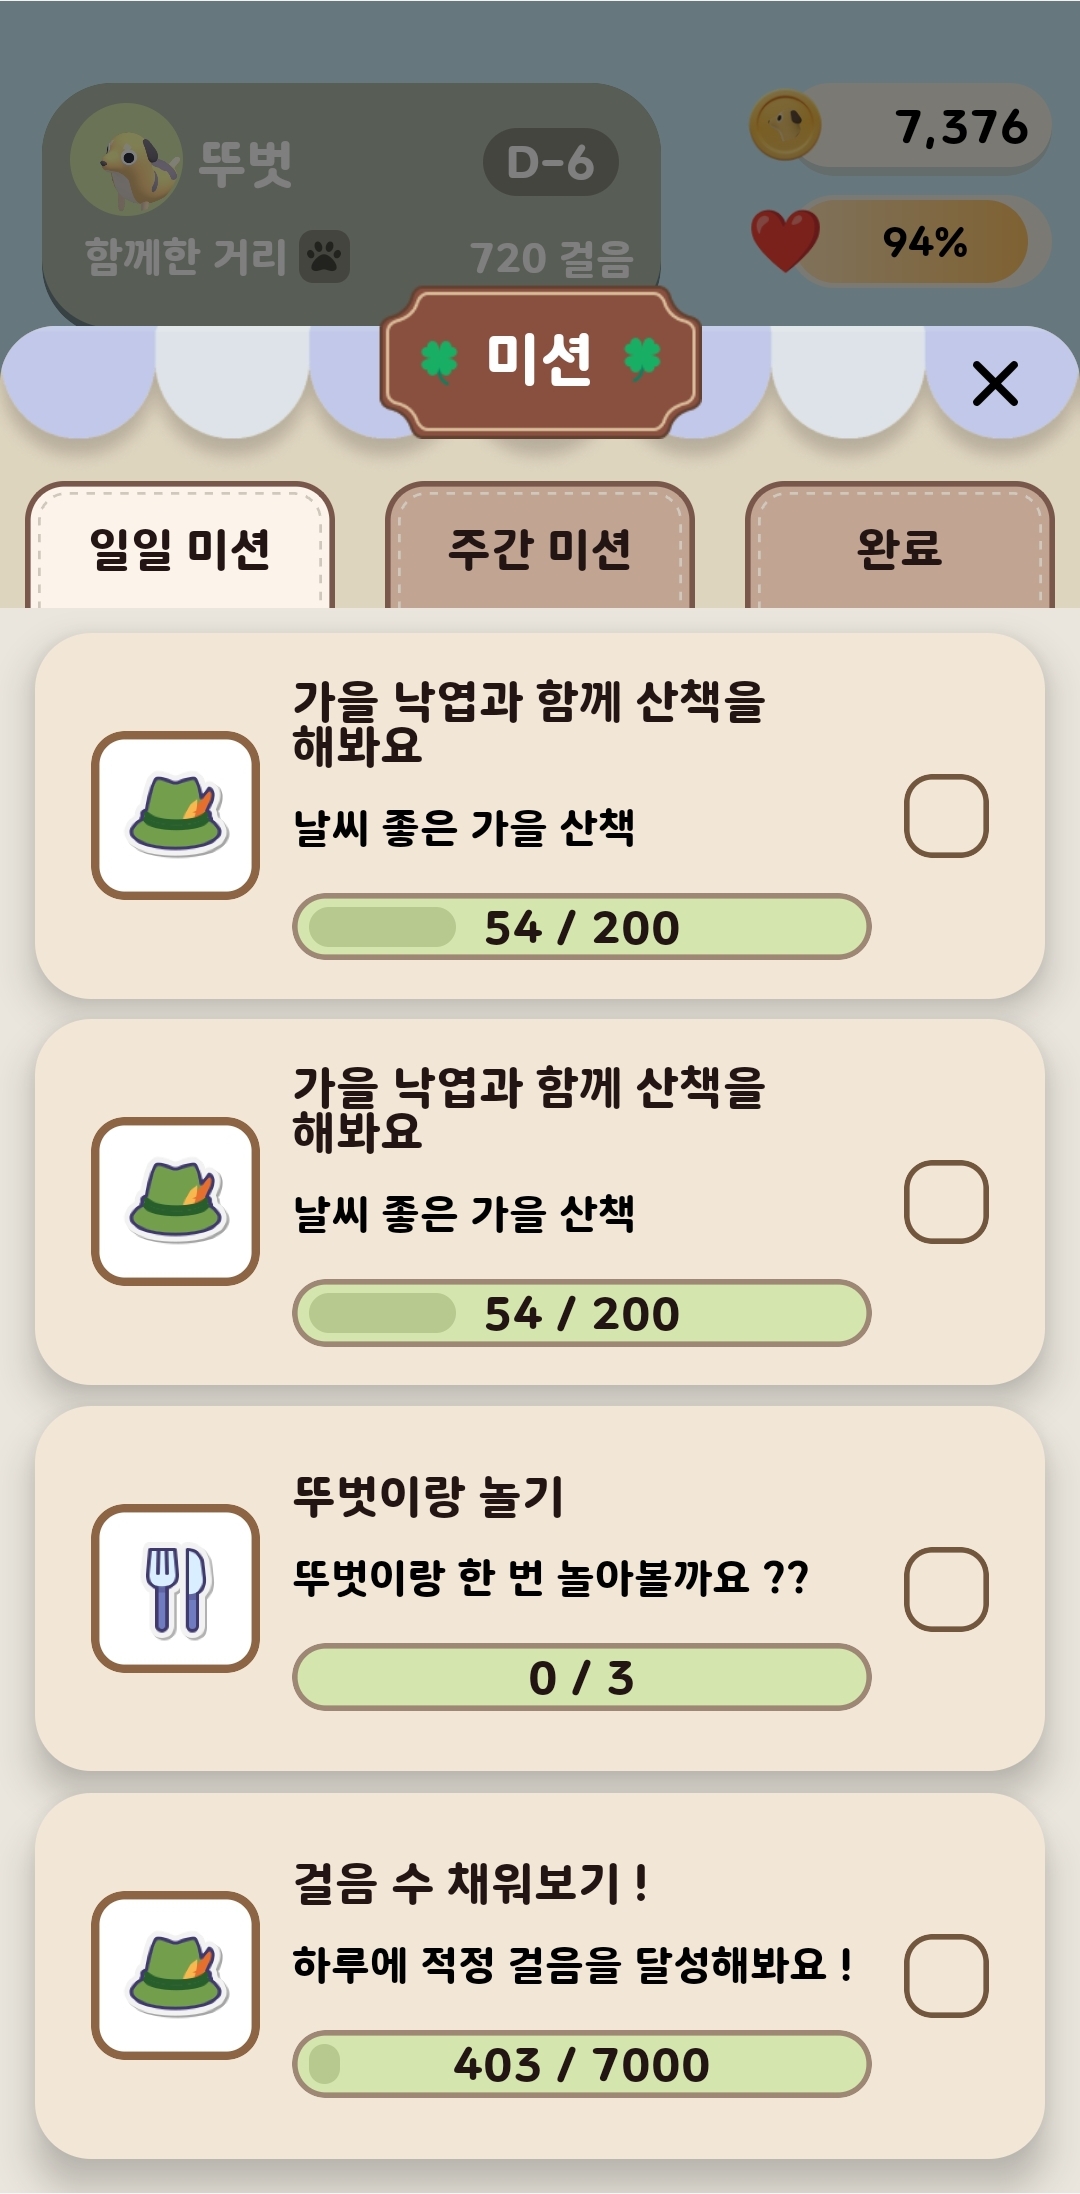 뚜벗
D-6
7,376
함께한 거리
720 걸음
94%
미션
일일 미션
주간 미션
완료
가을 낙엽과 함께 산책을
해봐요
날씨 좋은 가을 산책
54 / 200
가을 낙엽과 함께 산책을
해봐요
날씨 좋은 가을 산책
54 / 200
뚜벗이랑 놀기
뚜벗이랑 한 번 놀아볼까요 ??
0 / 3
걸음 수 채워보기 !
하루에 적정 걸음을 달성해봐요 !
403 / 7000